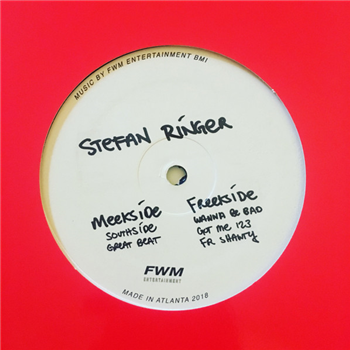 MUSIC BY FWM ENTERTAINMENT BMI
STEFAN RINGER
MEEKSIDE
SOUTHSIDE
GREAT BEAT
FREEKSIDE
WANNA BE BAD
GOT ME 123
FR SHANTY
FWM
ENTERTAINMENT
MADE IN ATLANTA 2018